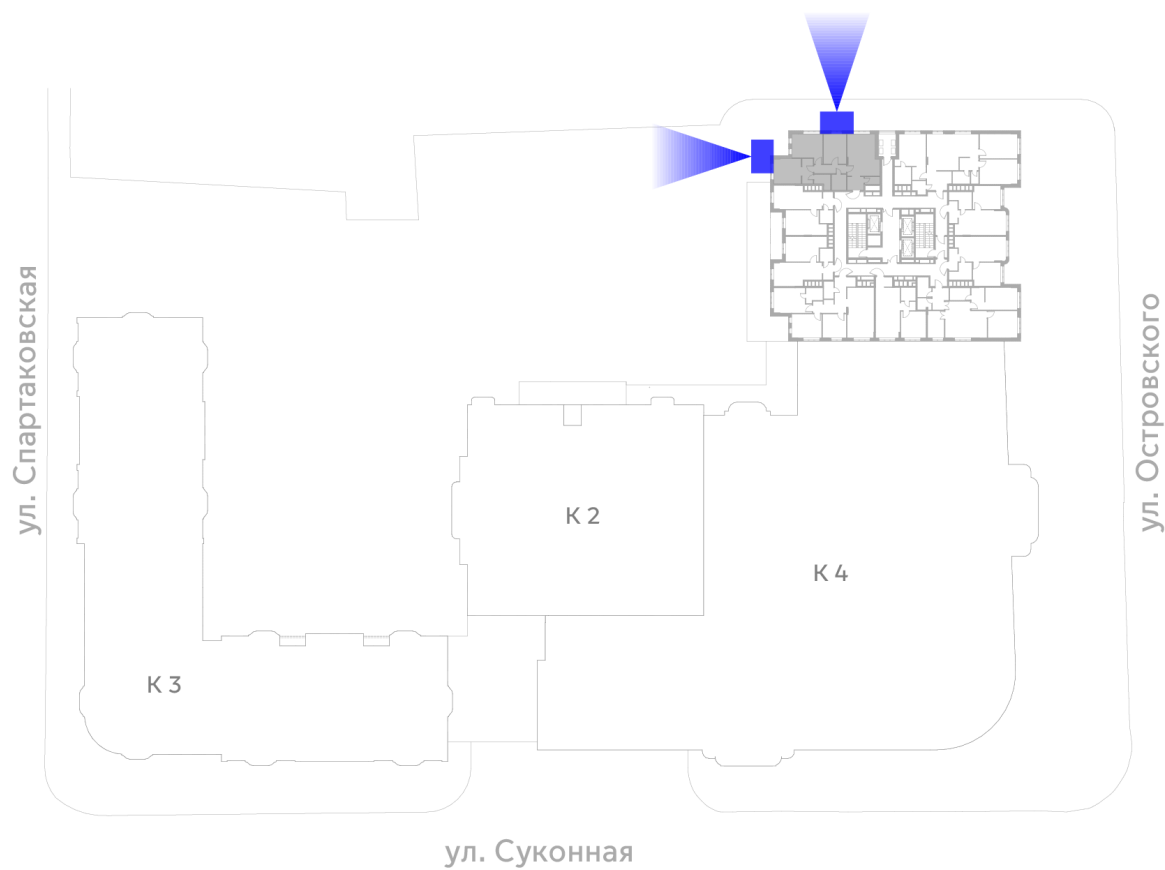 ул. Спартаковская
ул. Островского
К 2
К 4
К 3
ул. Суконная